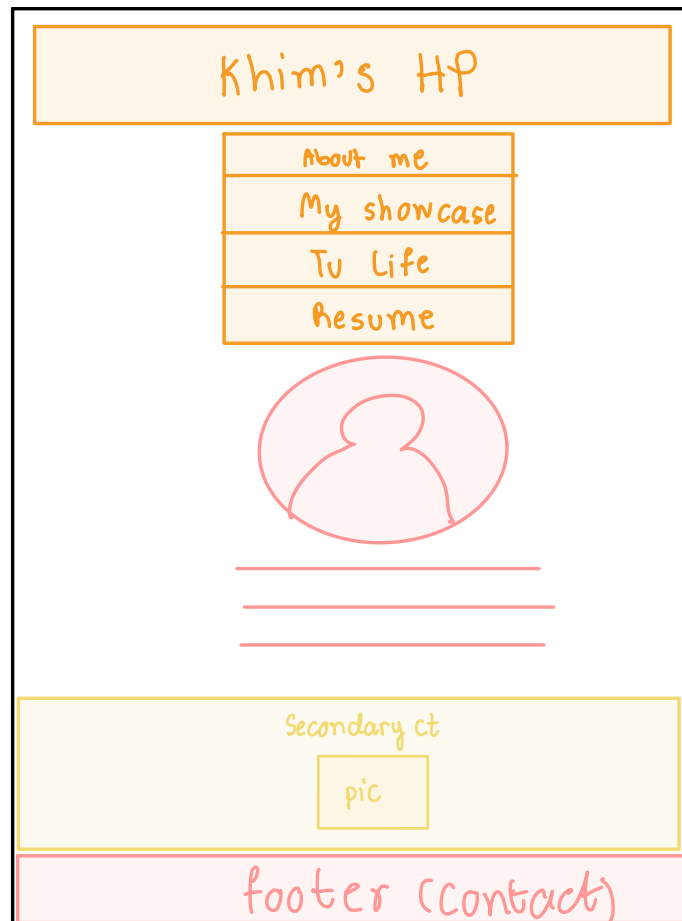 Khim's HP
About me
My showcase
TU Life
Resume
Secondary ct
pic
footer (contact)